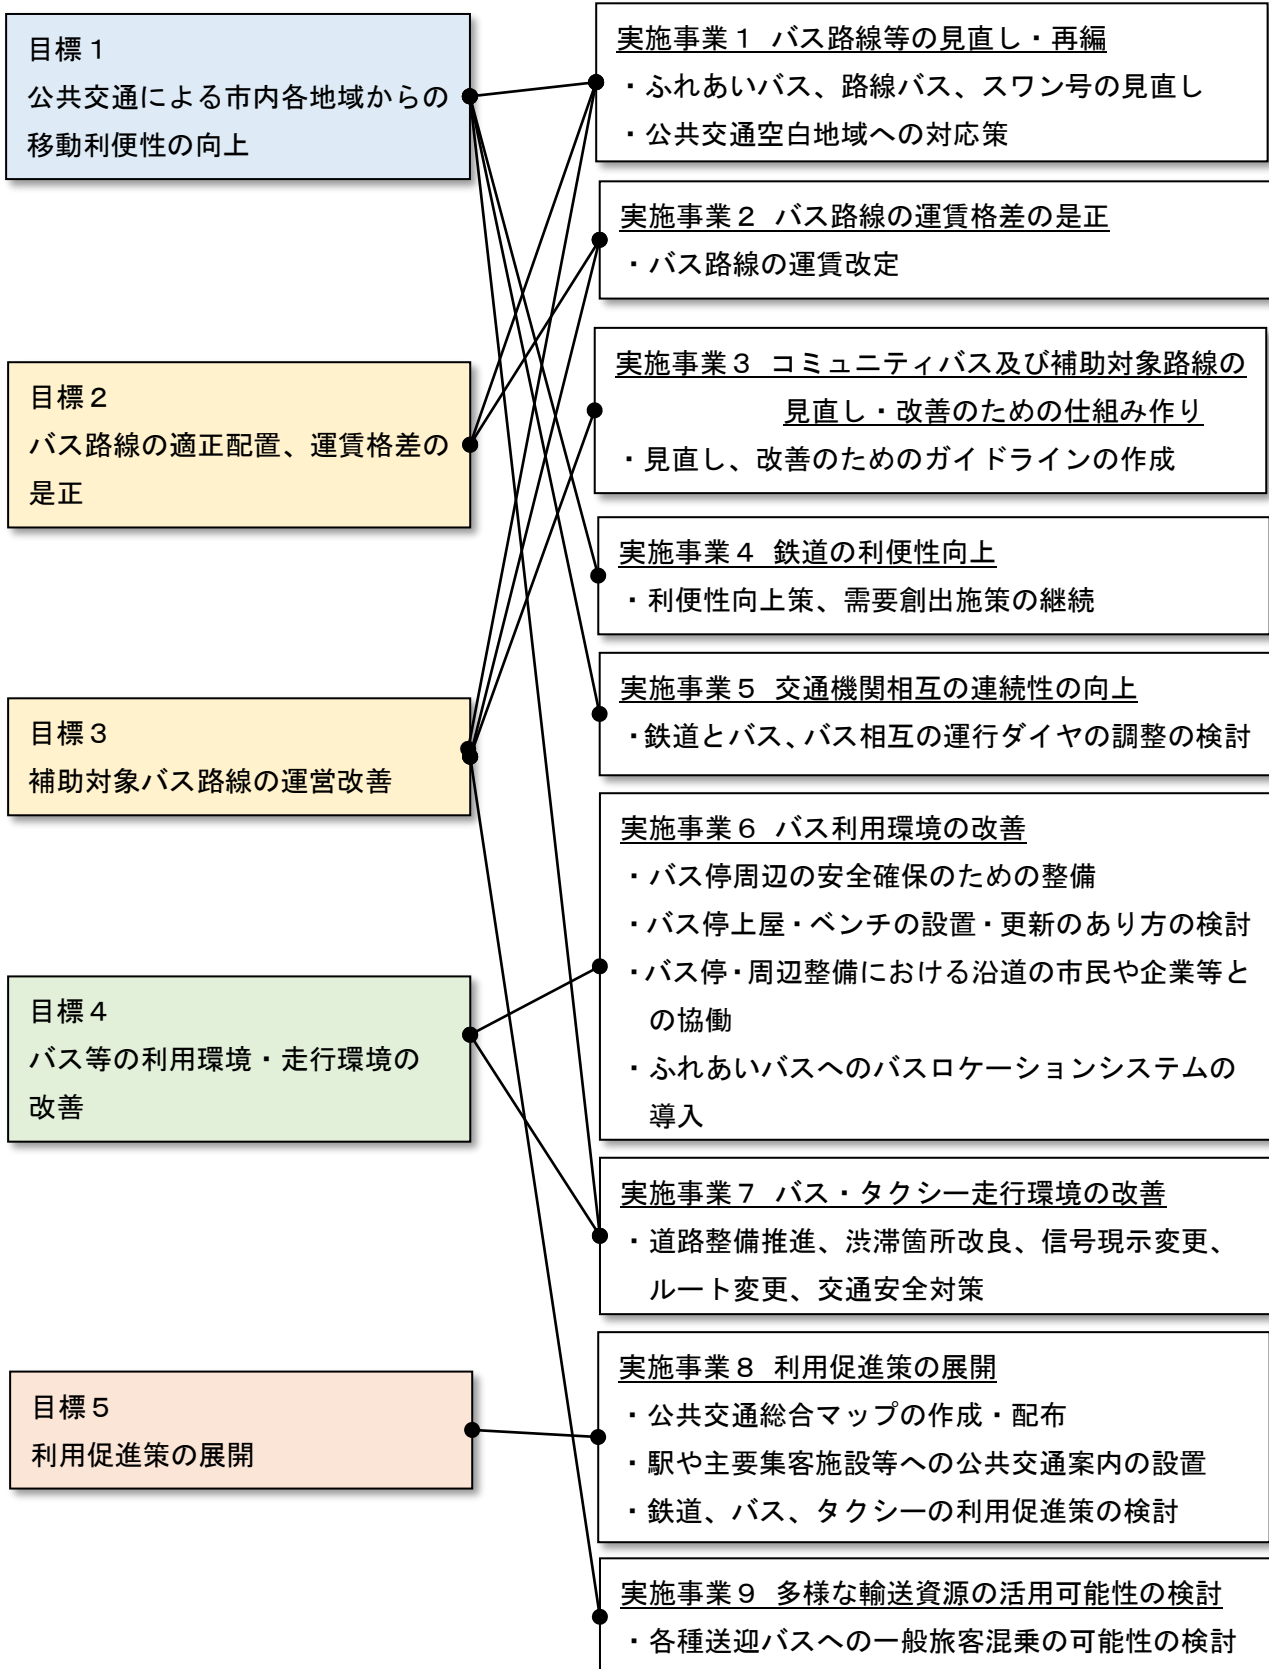 目標１
公共交通による市内各地域からの
移動利便性の向上
目標２
バス路線の適正配置、運賃格差の
是正
目標３
補助対象バス路線の運営改善
目標４
バス等の利用環境・走行環境の
改善
目標５
利用促進策の展開
実施事業１ バス路線等の見直し・再編
・ふれあいバス、路線バス、スワン号の見直し
・公共交通空白地域への対応策
実施事業２ バス路線の運賃格差の是正
・バス路線の運賃改定
実施事業３ コミュニティバス及び補助対象路線の
見直し・改善のための仕組み作り
・見直し、改善のためのガイドラインの作成
実施事業４ 鉄道の利便性向上
・利便性向上策、需要創出施策の継続
実施事業５ 交通機関相互の連続性の向上
・鉄道とバス、バス相互の運行ダイヤの調整の検討
実施事業６ バス利用環境の改善
・バス停周辺の安全確保のための整備
・バス停上屋・ベンチの設置・更新のあり方の検討
・バス停・周辺整備における沿道の市民や企業等と
の協働
・ふれあいバスへのバスロケーションシステムの
導入
実施事業７ バス・タクシー走行環境の改善
・道路整備推進、渋滞箇所改良、信号現示変更、
ルート変更、交通安全対策
実施事業８ 利用促進策の展開
・公共交通総合マップの作成・配布
・駅や主要集客施設等への公共交通案内の設置
・鉄道、バス、タクシーの利用促進策の検討
実施事業９ 多様な輸送資源の活用可能性の検討
・各種送迎バスへの一般旅客混乗の可能性の検討